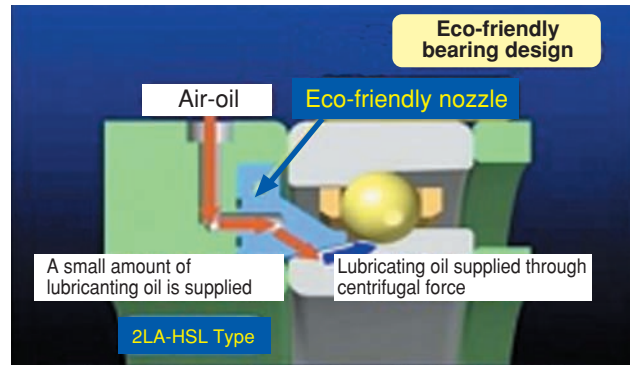 Eco-friendly
bearing design
Air-oil
Eco-friendly nozzle
A small amount of
lubricanting oil is supplied
Lubricating oil supplied through
centrifugal force
2LA-HSL Type